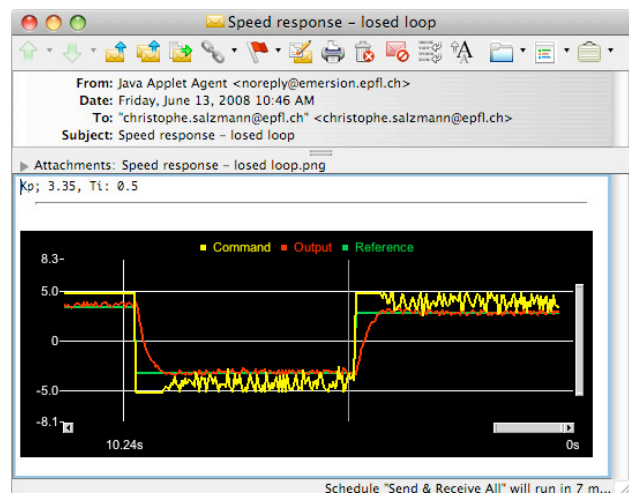 Speed response – losed loop
From: Java Applet Agent <noreply@emersion.epfl.ch>
Date: Friday, June 13, 2008 10:46 AM
To: "christophe.salzmann@epfl.ch" <christophe.salzmann@epfl.ch>
Subject: Speed response – losed loop
Attachments: Speed response – losed loop.png
Kp; 3.35, Ti: 0.5
Command Output Reference
8.3-
5.0-
0-
-5.0-
-8.1-
10.24s 0s
Schedule "Send & Receive All" will run in 7 m...